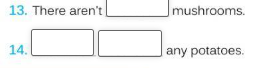 13. There aren't mushrooms.
14. any potatoes.